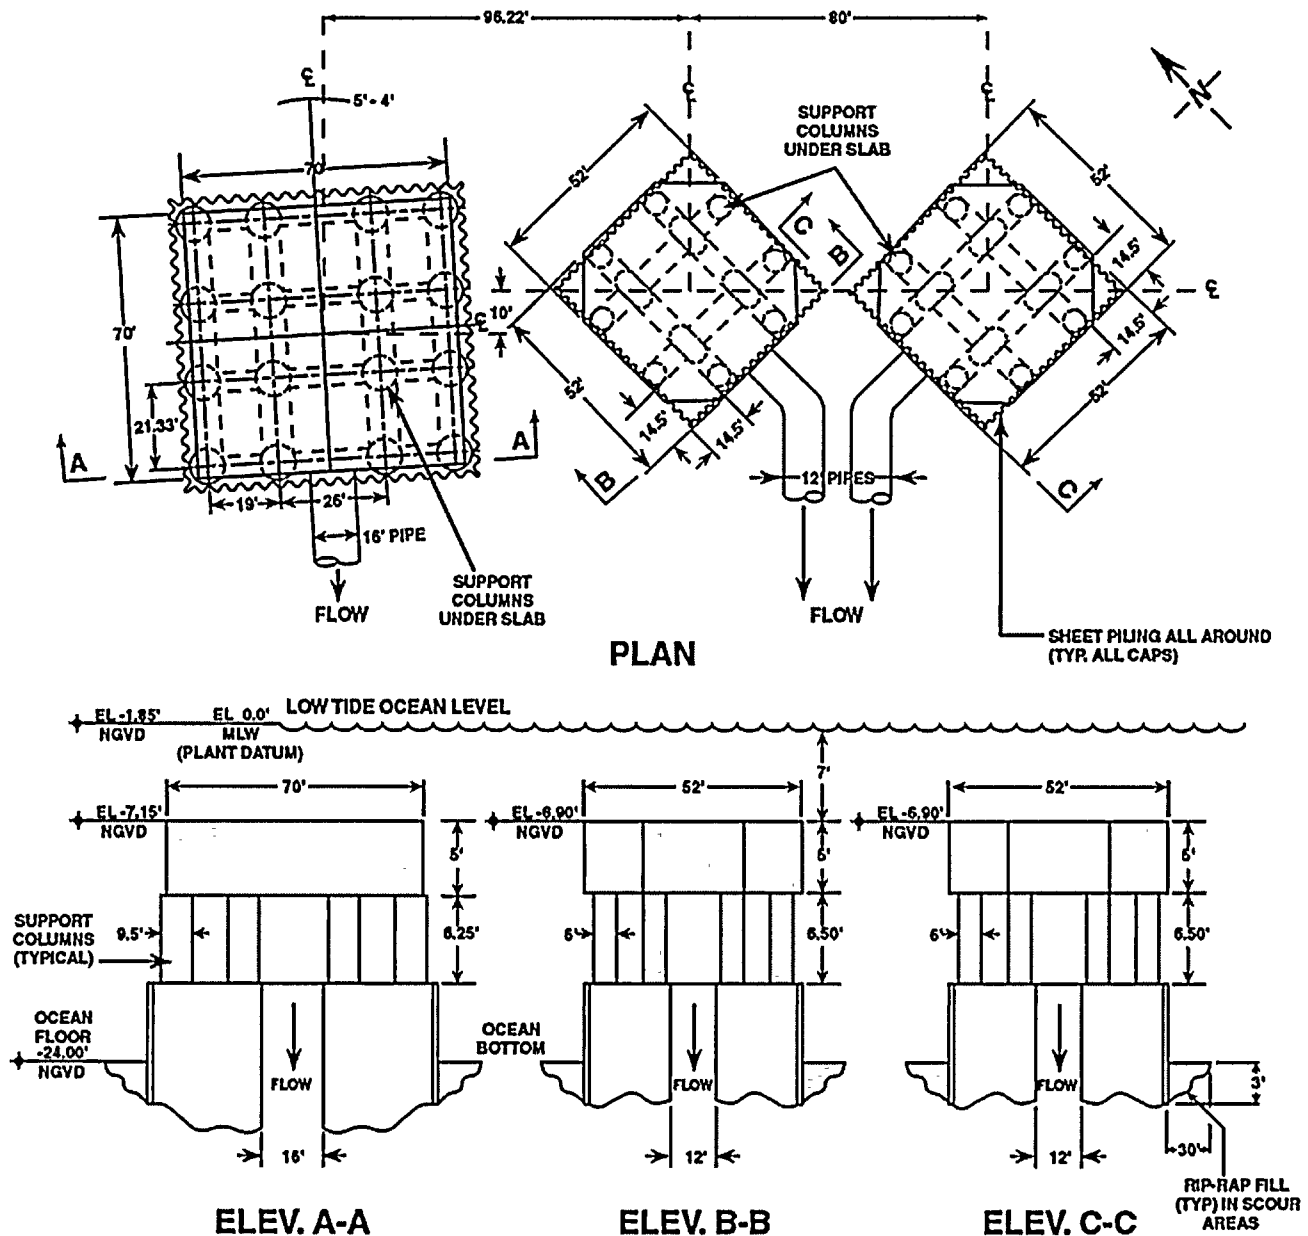 96.22'
80'
℄
5'- 4'
℄
℄
N
SUPPORT
COLUMNS
UNDER SLAB
70'
52'
52'
C
B
14.5'
℄
70'
℄
10'
14.5'
21.33'
52'
52'
A
A
14.5'
14.5'
B
12' PIPES
C
19'
26'
16' PIPE
SUPPORT
COLUMNS
UNDER SLAB
FLOW
FLOW
SHEET PILING ALL AROUND
(TYP. ALL CAPS)
PLAN
LOW TIDE OCEAN LEVEL
EL -1.85'
NGVD
EL 0.0'
MLW
(PLANT DATUM)
7'
70'
52'
52'
EL -7.15'
NGVD
EL -6.90'
NGVD
EL -6.90'
NGVD
5'
5'
5'
SUPPORT
COLUMNS
(TYPICAL)
9.5'
6.25'
6.50'
6.50'
OCEAN
FLOOR
-24.00'
NGVD
OCEAN
BOTTOM
FLOW
FLOW
FLOW
3'
16'
12'
12'
30'
RIP-RAP FILL
(TYP) IN SCOUR
AREAS
ELEV. A-A
ELEV. B-B
ELEV. C-C